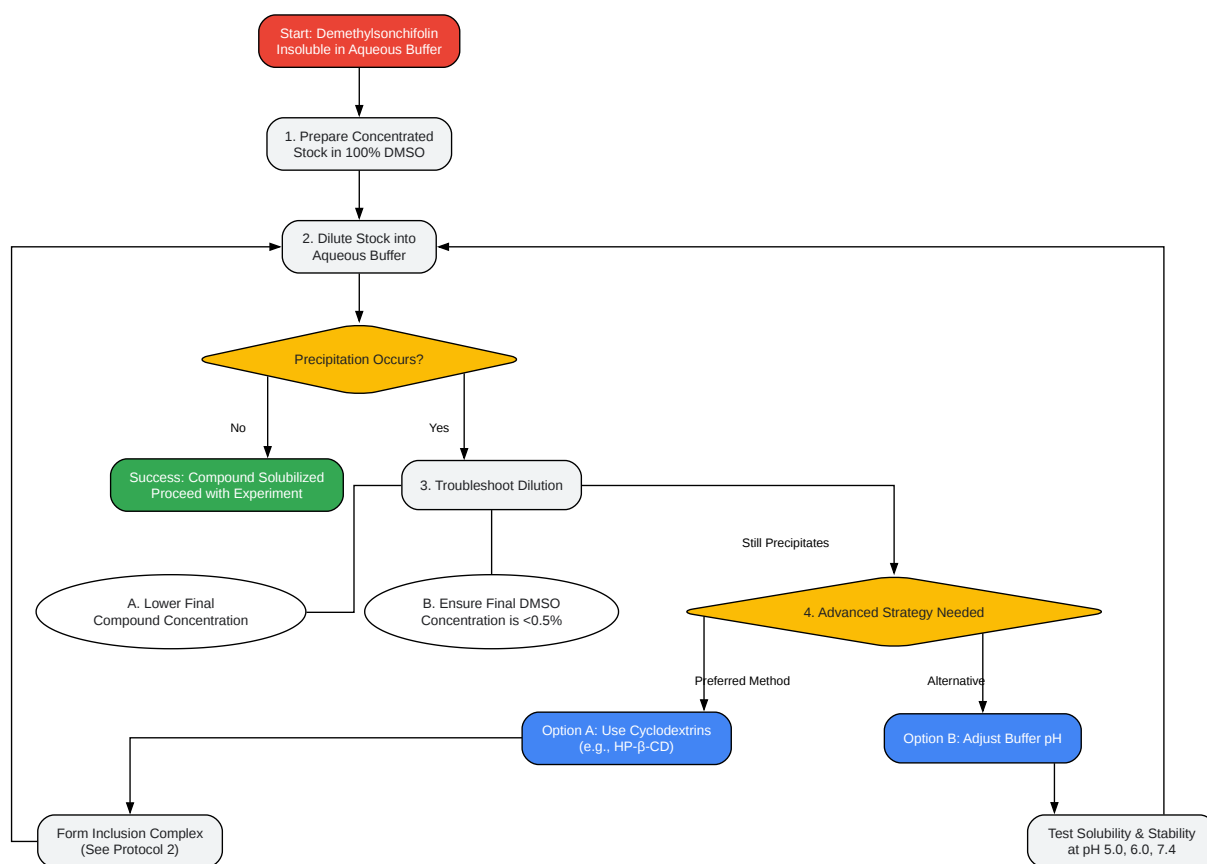 Start: Demethylsonchifolin
Insoluble in Aqueous Buffer
1. Prepare Concentrated
Stock in 100% DMSO
2. Dilute Stock into
Aqueous Buffer
Precipitation Occurs?
No
Yes
Success: Compound Solubilized
Proceed with Experiment
3. Troubleshoot Dilution
Still Precipitates
A. Lower Final
Compound Concentration
B. Ensure Final DMSO
Concentration is <0.5%
4. Advanced Strategy Needed
Preferred Method
Alternative
Option A: Use Cyclodextrins
(e.g., HP-β-CD)
Option B: Adjust Buffer pH
Form Inclusion Complex
(See Protocol 2)
Test Solubility & Stability
at pH 5.0, 6.0, 7.4